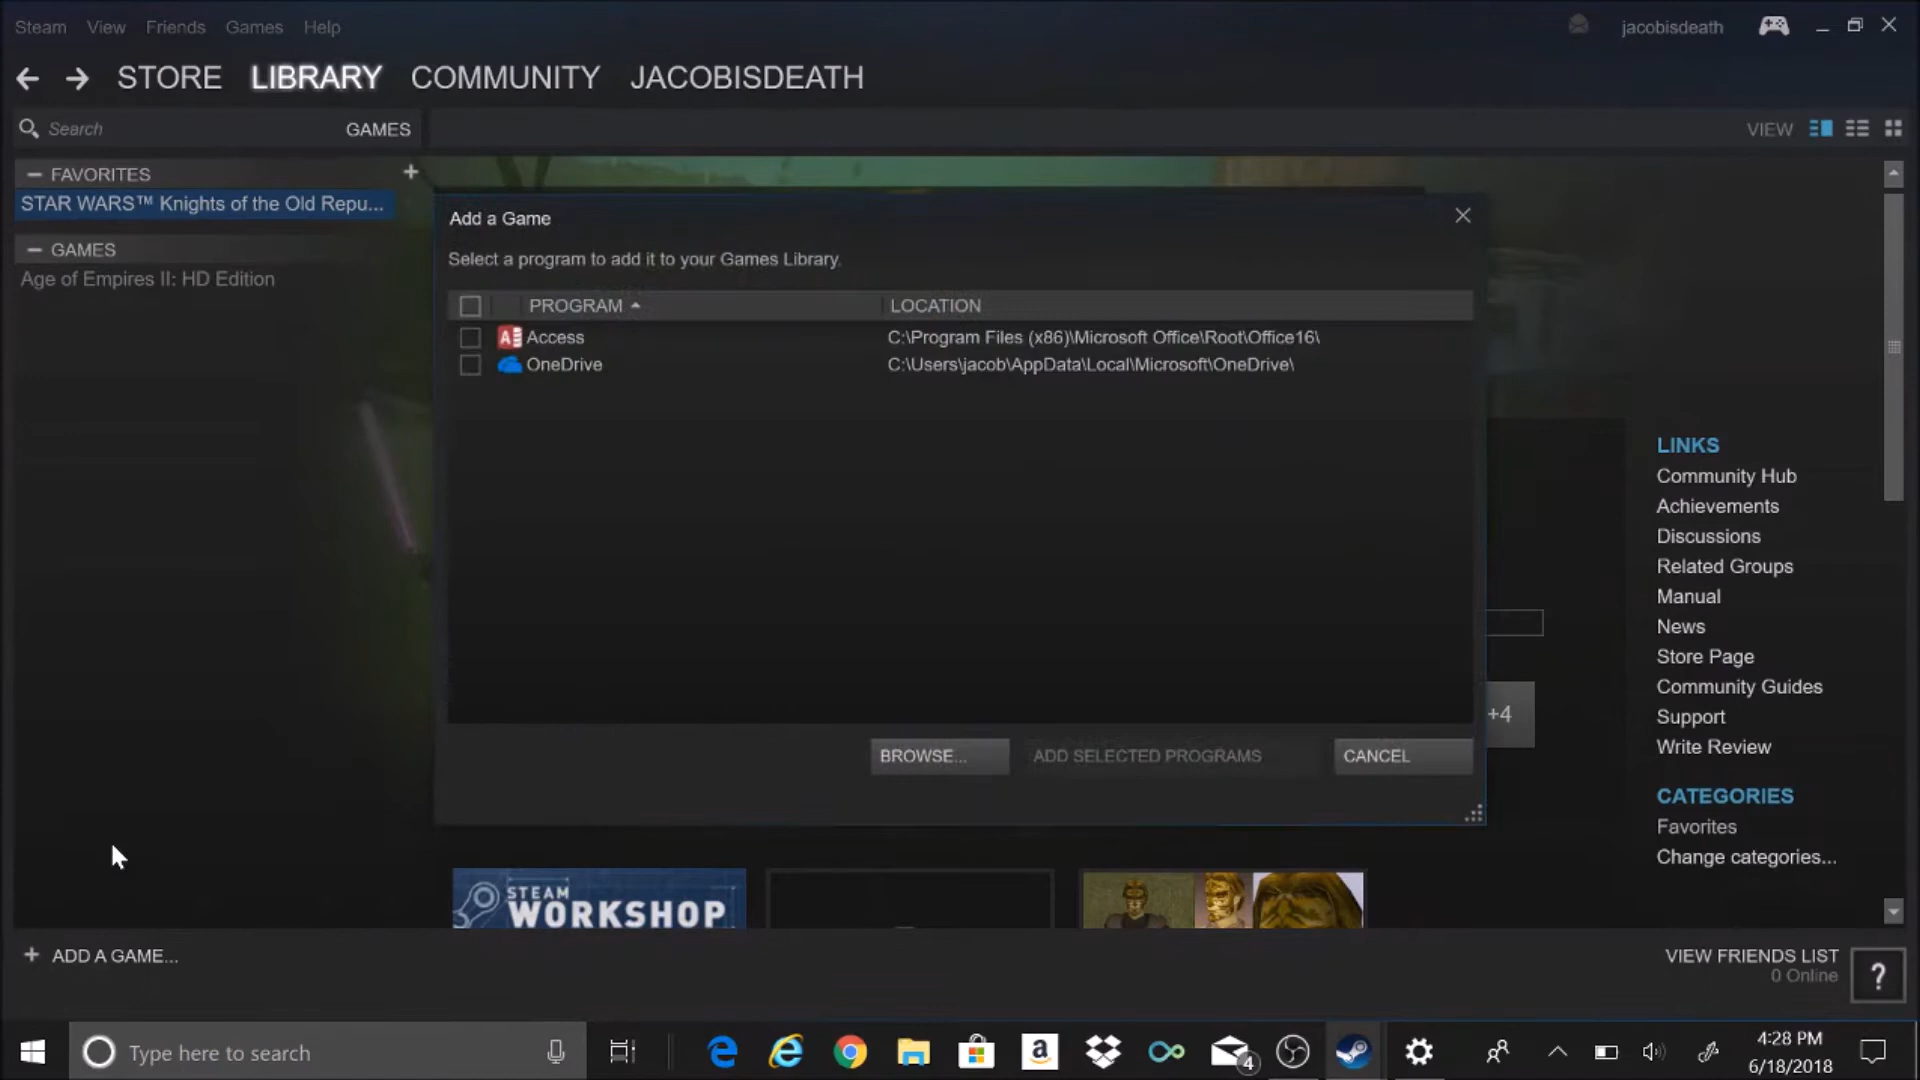 Steam View Friends Games Help
jacobisdeath
STORE LIBRARY COMMUNITY JACOBISDEATH
Search GAMES
VIEW
FAVORITES
STAR WARS™ Knights of the Old Repu...
GAMES
Age of Empires II: HD Edition
Add a Game
Select a program to add it to your Games Library.
PROGRAM LOCATION
Access C:\Program Files (x86)\Microsoft Office\Root\Office16\
OneDrive C:\Users\jacob\AppData\Local\Microsoft\OneDrive\
BROWSE... ADD SELECTED PROGRAMS CANCEL
+4
LINKS
Community Hub
Achievements
Discussions
Related Groups
Manual
News
Store Page
Community Guides
Support
Write Review
CATEGORIES
Favorites
Change categories...
STEAM
WORKSHOP
+ ADD A GAME...
VIEW FRIENDS LIST
0 Online
?
Type here to search
4
4:28 PM
6/18/2018